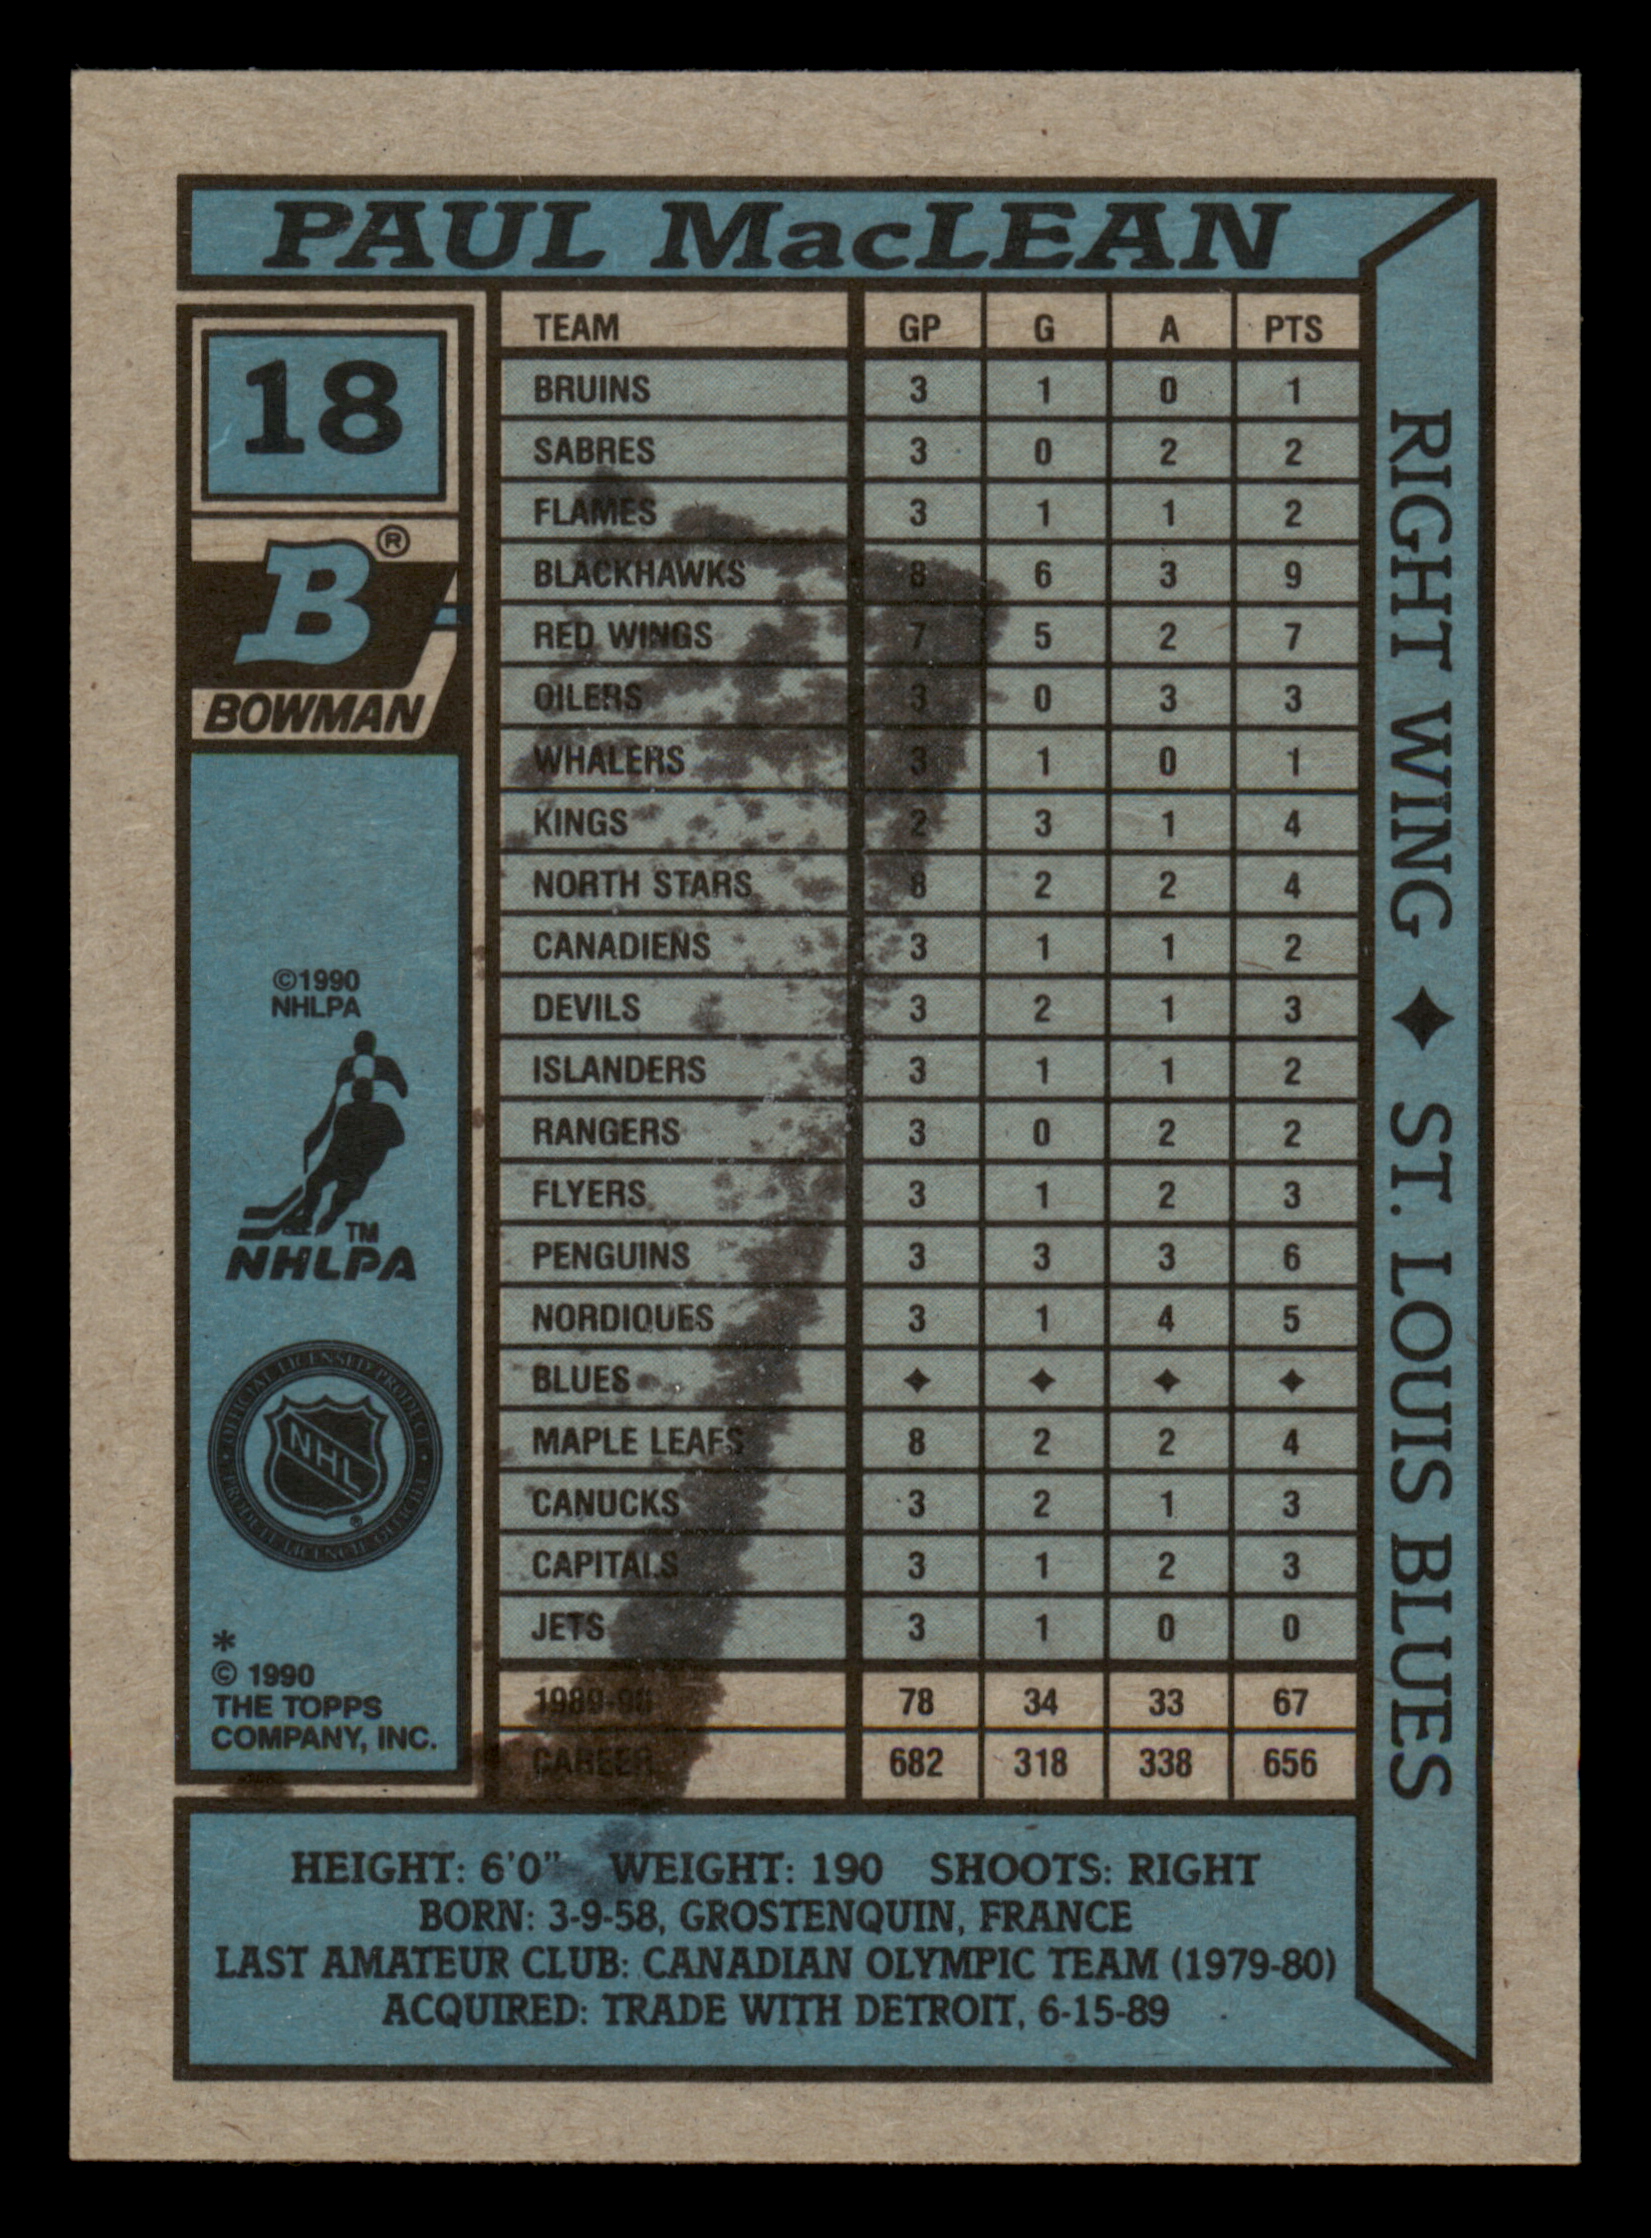 PAUL MacLEAN
18
B®
BOWMAN
©1990
NHLPA
TM
NHLPA
OFFICIAL LICENSED PRODUCT
NHL
®
PRODUIT LICENCIÉ OFFICIEL
*
© 1990
THE TOPPS
COMPANY, INC.
TEAM GP G A PTS
BRUINS 3 1 0 1
SABRES 3 0 2 2
FLAMES 3 1 1 2
BLACKHAWKS 8 6 3 9
RED WINGS 7 5 2 7
OILERS 3 0 3 3
WHALERS 3 1 0 1
KINGS 2 3 1 4
NORTH STARS 8 2 2 4
CANADIENS 3 1 1 2
DEVILS 3 2 1 3
ISLANDERS 3 1 1 2
RANGERS 3 0 2 2
FLYERS 3 1 2 3
PENGUINS 3 3 3 6
NORDIQUES 3 1 4 5
BLUES ✦ ✦ ✦ ✦
MAPLE LEAFS 8 2 2 4
CANUCKS 3 2 1 3
CAPITALS 3 1 2 3
JETS 3 1 0 0
1989-90 78 34 33 67
CAREER 682 318 338 656
RIGHT WING ✦ ST. LOUIS BLUES
HEIGHT: 6'0" WEIGHT: 190 SHOOTS: RIGHT
BORN: 3-9-58, GROSTENQUIN, FRANCE
LAST AMATEUR CLUB: CANADIAN OLYMPIC TEAM (1979-80)
ACQUIRED: TRADE WITH DETROIT, 6-15-89